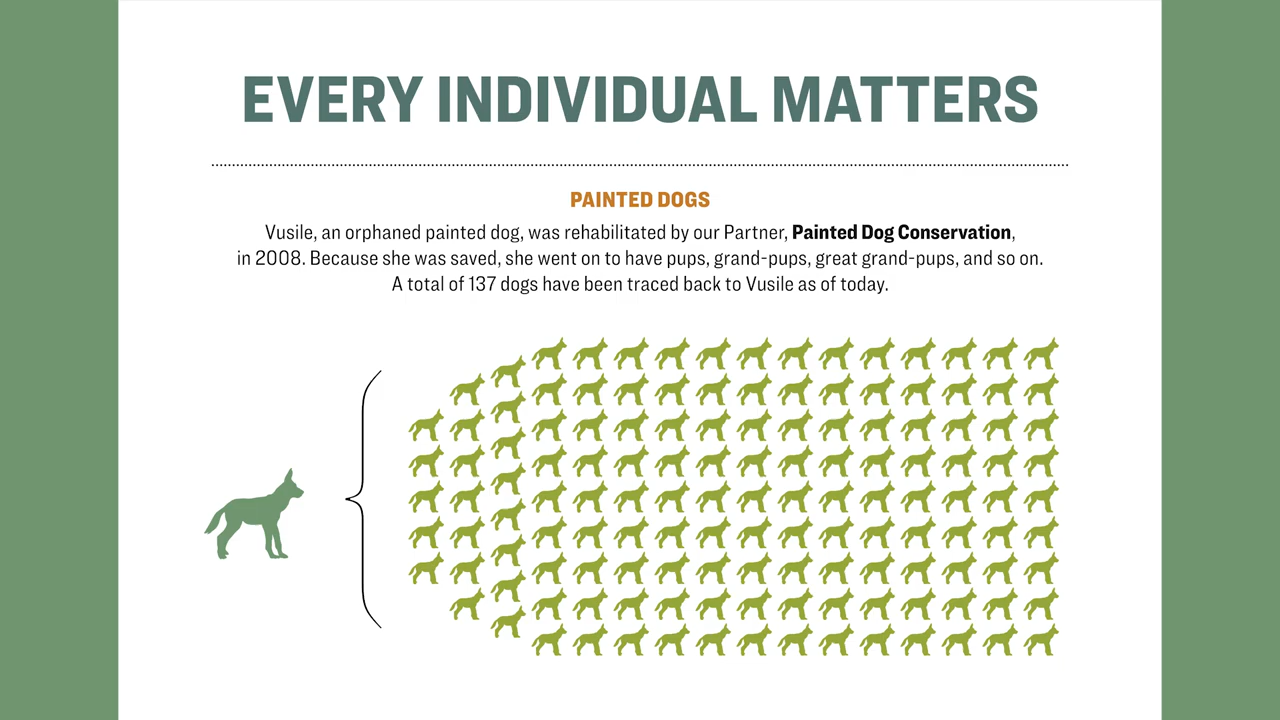 EVERY INDIVIDUAL MATTERS
PAINTED DOGS
Vusile, an orphaned painted dog, was rehabilitated by our Partner, Painted Dog Conservation,
in 2008. Because she was saved, she went on to have pups, grand-pups, great grand-pups, and so on.
A total of 137 dogs have been traced back to Vusile as of today.